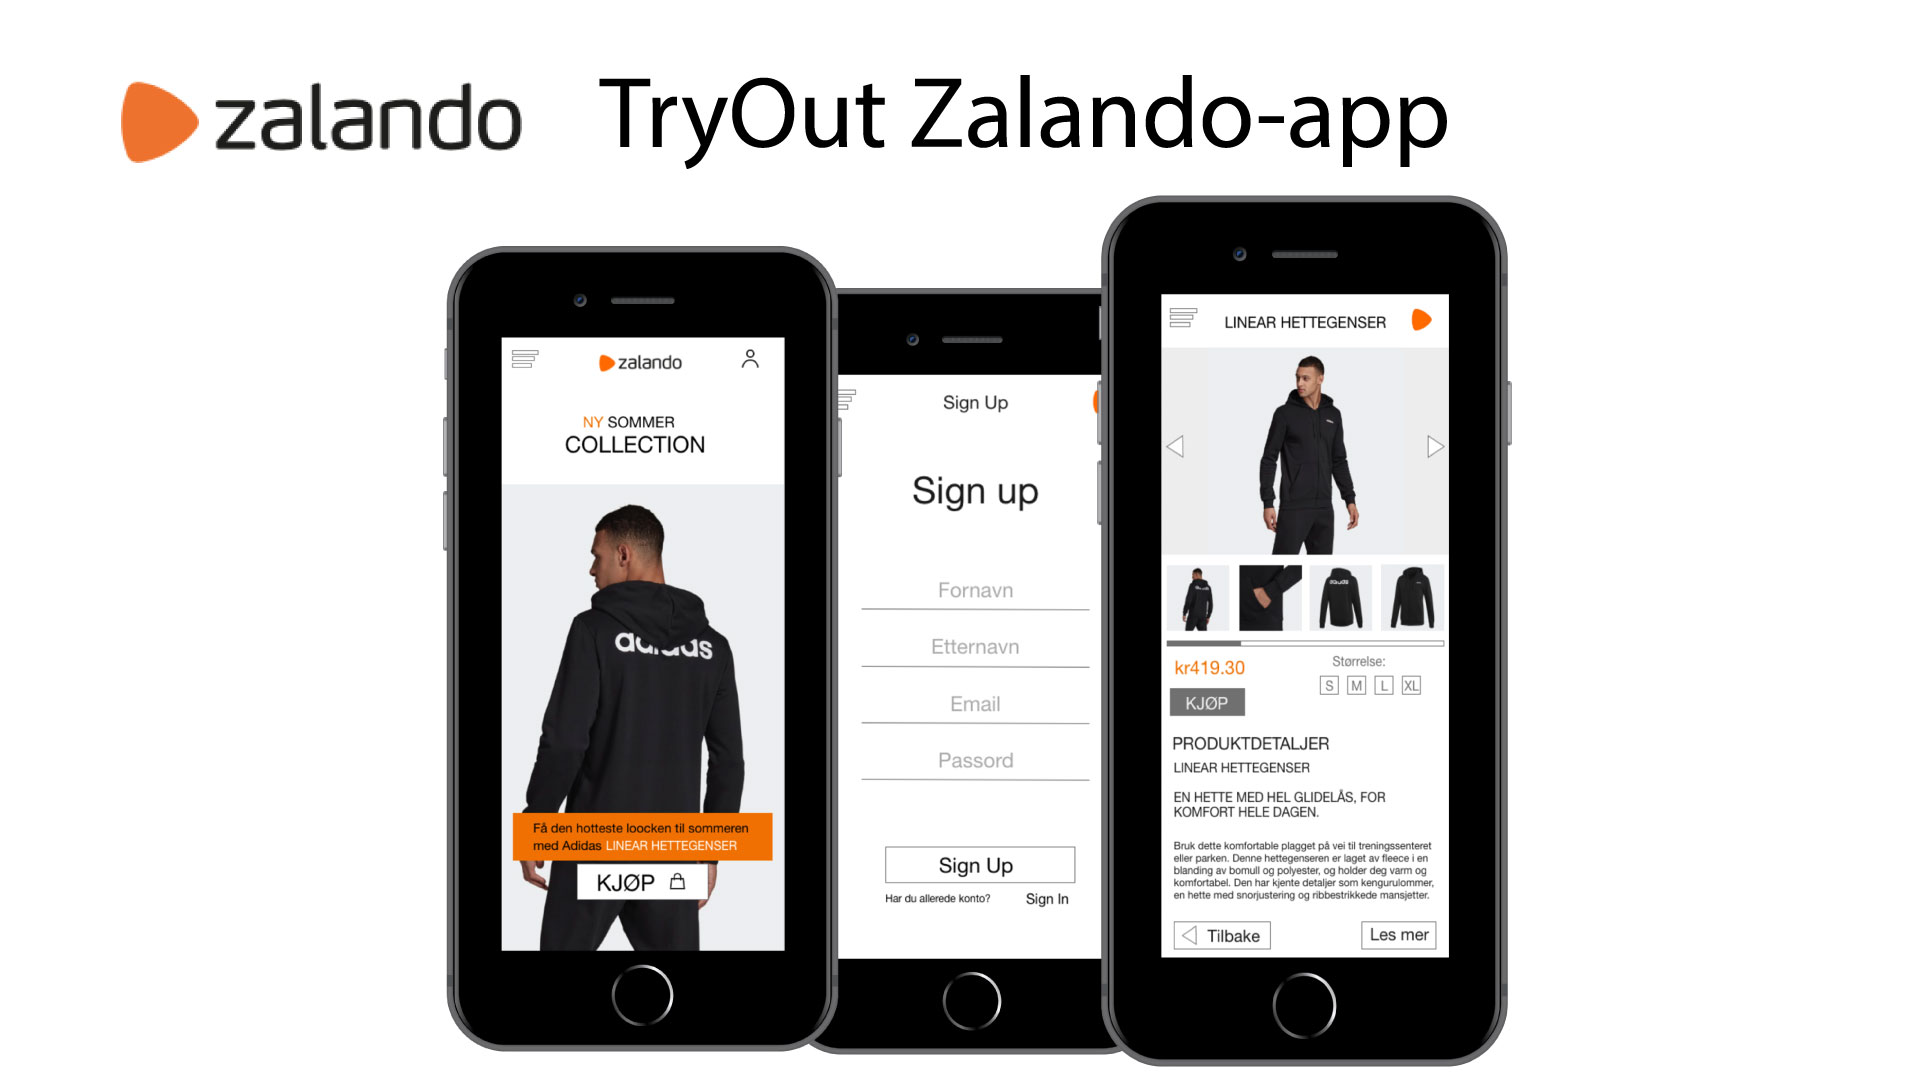 zalando
TryOut Zalando-app
zalando
NY SOMMER
COLLECTION
adidas
Få den hotteste loocken til sommeren
med Adidas LINEAR HETTEGENSER
KJØP
Sign Up
Sign up
Fornavn
Etternavn
Email
Passord
Sign Up
Har du allerede konto? Sign In
LINEAR HETTEGENSER
adidas
kr419.30
Størrelse:
S M L XL
KJØP
PRODUKTDETALJER
LINEAR HETTEGENSER
EN HETTE MED HEL GLIDELÅS, FOR
KOMFORT HELE DAGEN.
Bruk dette komfortable plagget på vei til treningssenteret
eller parken. Denne hettegenseren er laget av fleece i en
blanding av bomull og polyester, og holder deg varm og
komfortabel. Den har kjente detaljer som kengurulommer,
en hette med snorjustering og ribbestrikkede mansjetter.
Tilbake
Les mer